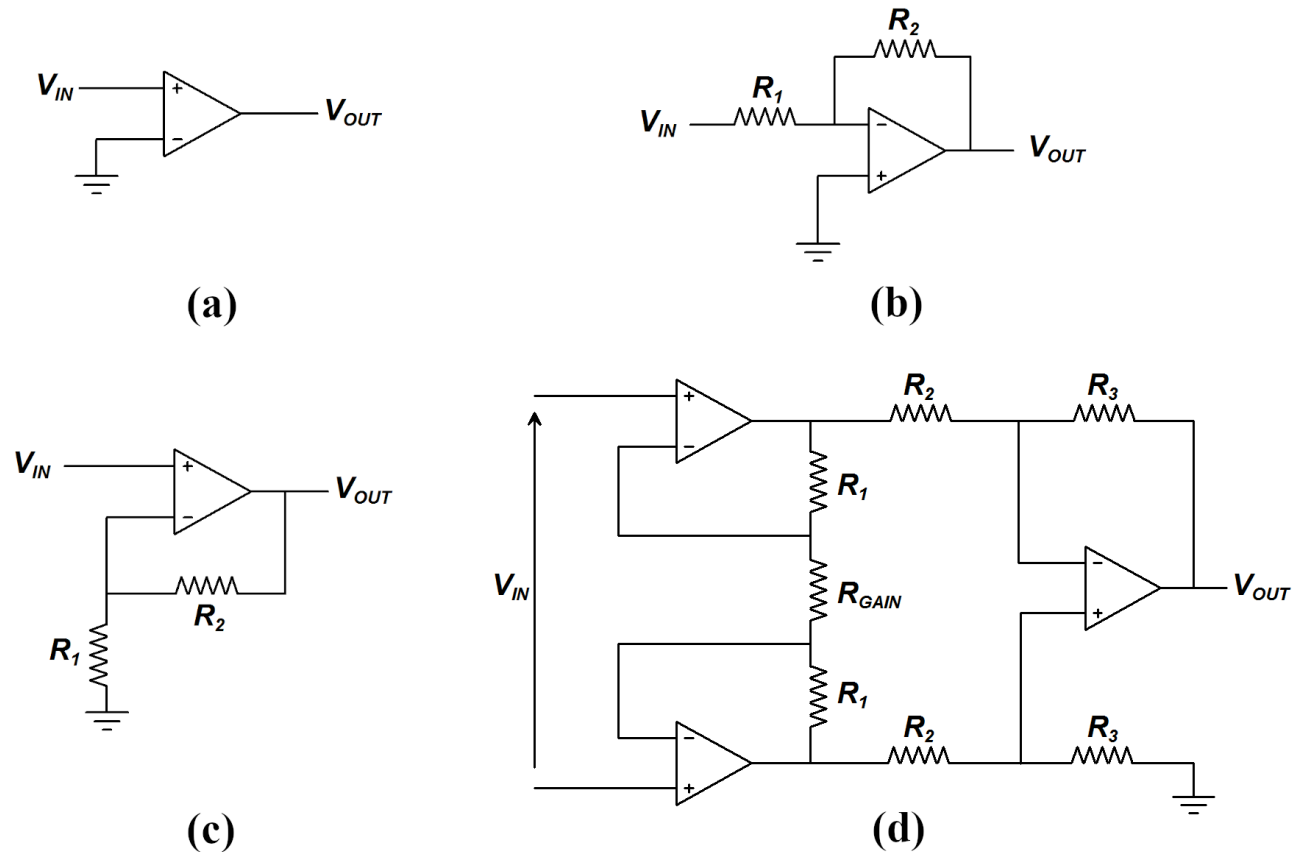 V_IN
+
−
V_OUT
(a)
R_2
R_1
V_IN
−
+
V_OUT
(b)
V_IN
+
−
V_OUT
R_2
R_1
(c)
+
−
R_2
R_3
R_1
V_IN
R_GAIN
−
+
V_OUT
R_1
−
+
R_2
R_3
(d)